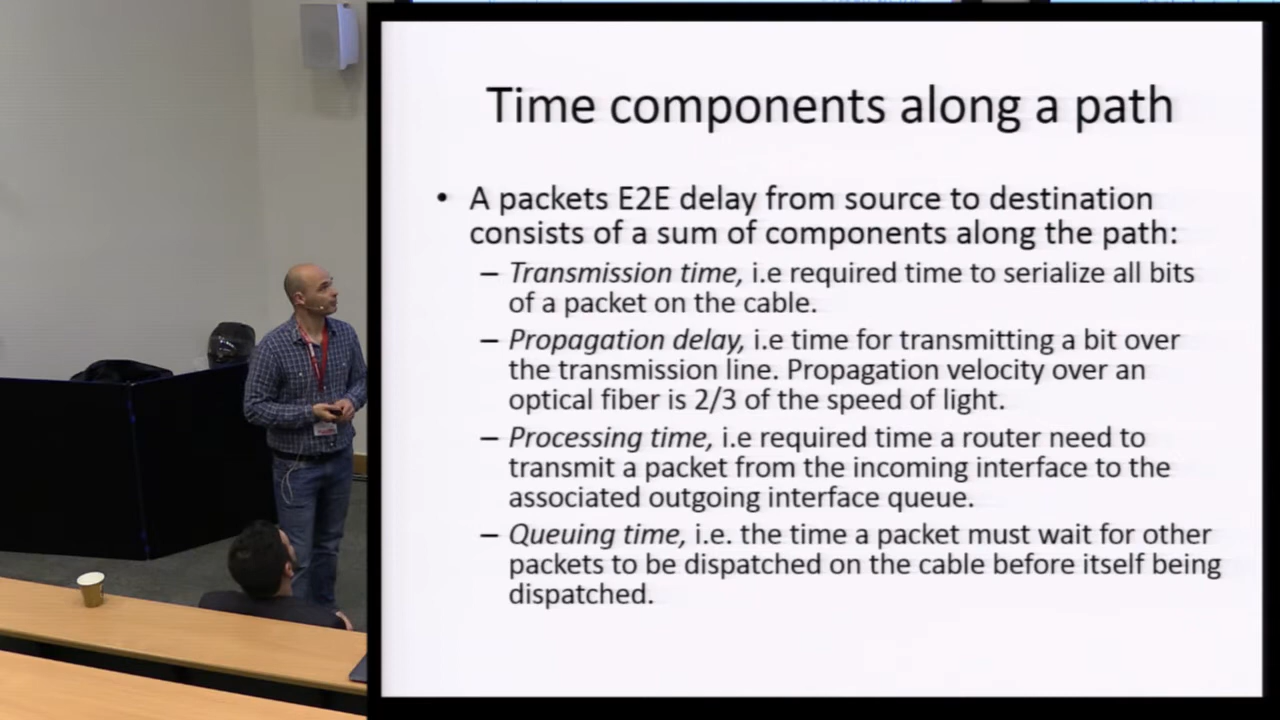 Time components along a path
• A packets E2E delay from source to destination
consists of a sum of components along the path:
– Transmission time, i.e required time to serialize all bits
of a packet on the cable.
– Propagation delay, i.e time for transmitting a bit over
the transmission line. Propagation velocity over an
optical fiber is 2/3 of the speed of light.
– Processing time, i.e required time a router need to
transmit a packet from the incoming interface to the
associated outgoing interface queue.
– Queuing time, i.e. the time a packet must wait for other
packets to be dispatched on the cable before itself being
dispatched.